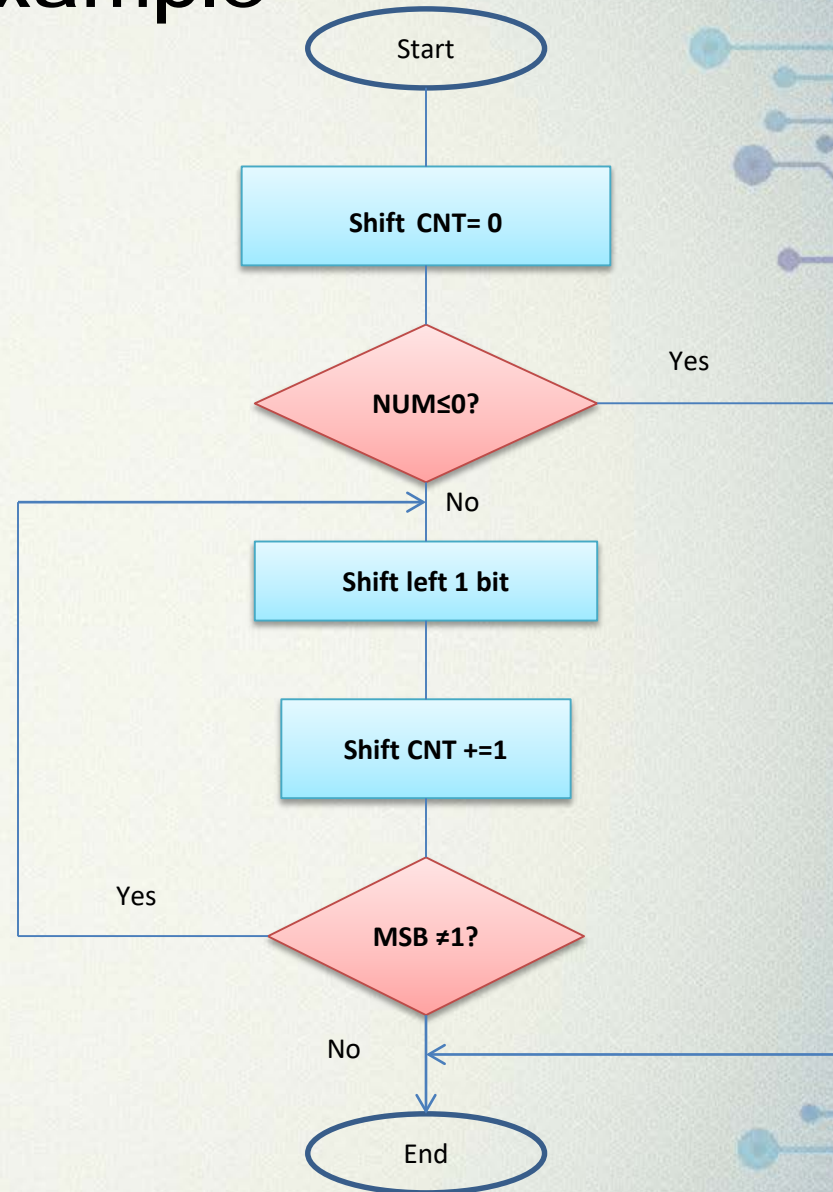 Start
Shift CNT= 0
NUM≤0?
Yes
No
Shift left 1 bit
Shift CNT +=1
MSB ≠1?
Yes
No
End